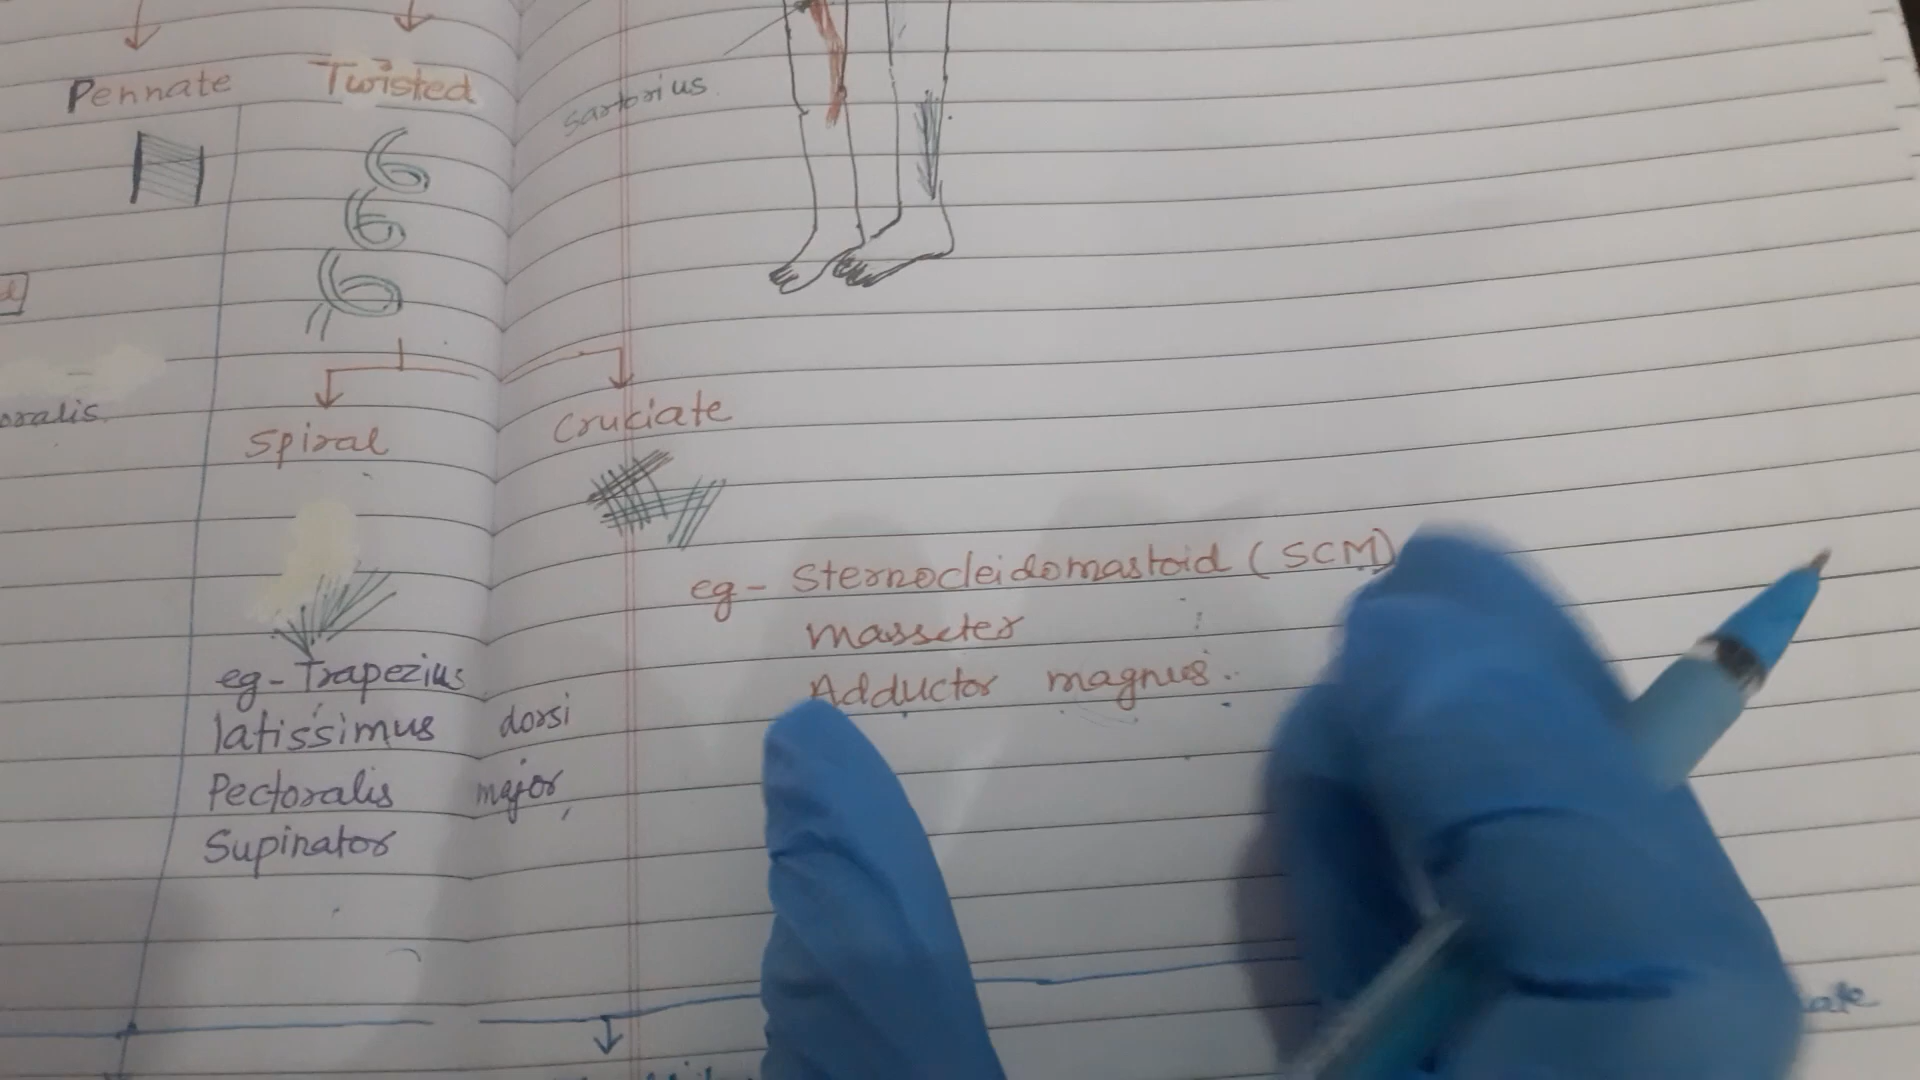 Pennate
Twisted
Sartorius
oralis
Spiral
Cruciate
eg- Sternocleidomastoid (SCM)
masseter
Adductor magnus
eg- Trapezius
latissimus dorsi
Pectoralis major,
Supinator